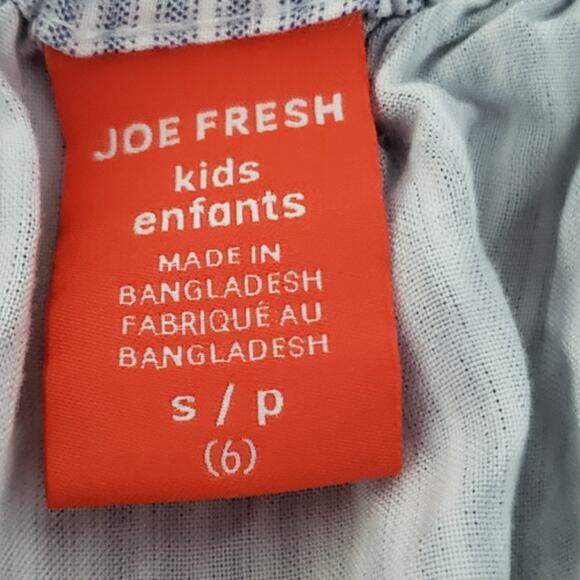 JOE FRESH
kids
enfants
MADE IN
BANGLADESH
FABRIQUÉ AU
BANGLADESH
s / p
(6)